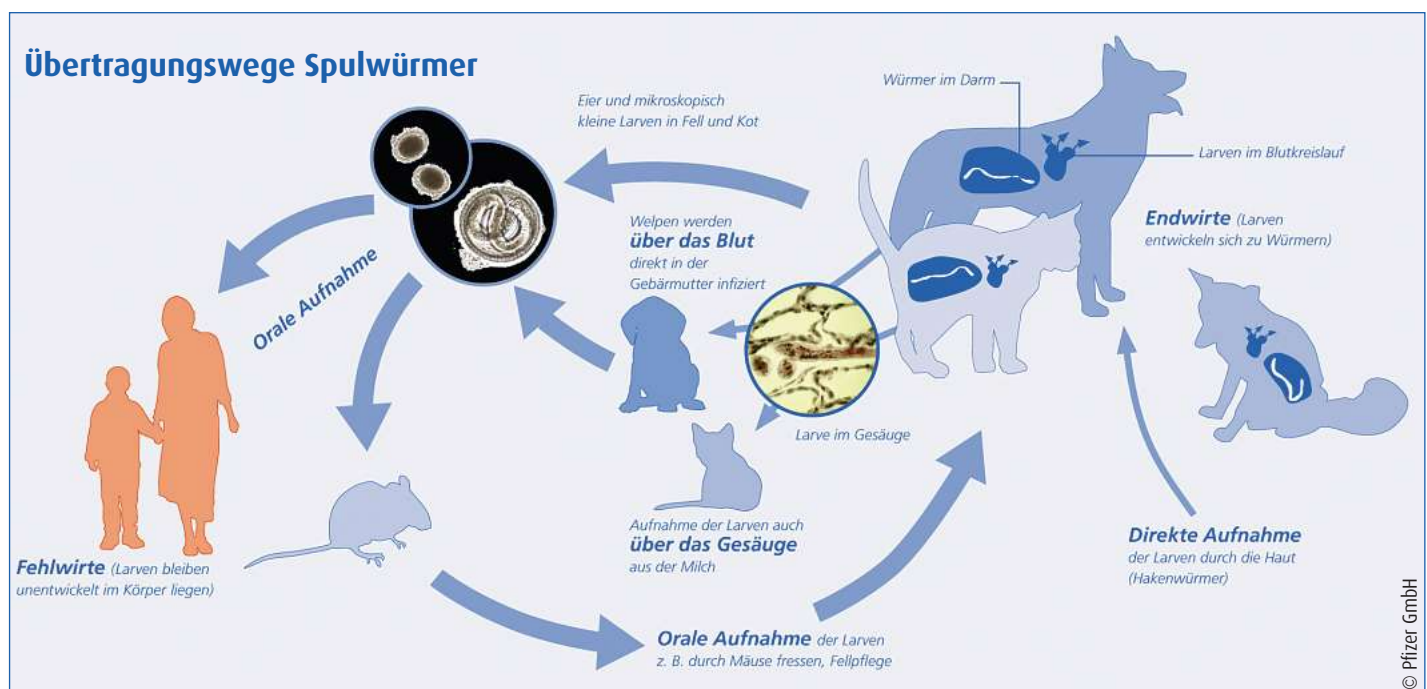 Übertragungswege Spulwürmer
Eier und mikroskopisch
kleine Larven in Fell und Kot
Würmer im Darm
Larven im Blutkreislauf
Welpen werden
über das Blut
direkt in der
Gebärmutter infiziert
Endwirte (Larven
entwickeln sich zu Würmern)
Orale Aufnahme
Larve im Gesäuge
Aufnahme der Larven auch
über das Gesäuge
aus der Milch
Direkte Aufnahme
der Larven durch die Haut
(Hakenwürmer)
Fehlwirte (Larven bleiben
unentwickelt im Körper liegen)
Orale Aufnahme der Larven
z. B. durch Mäuse fressen, Fellpflege
© Pfizer GmbH